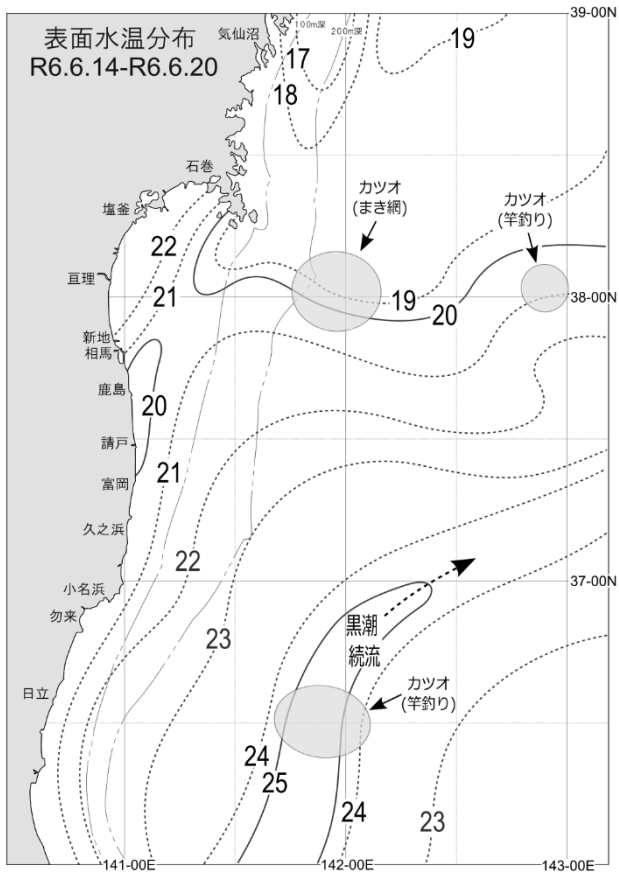 表面水温分布
R6.6.14-R6.6.20
気仙沼
100m深
200m深
39-00N
17
18
19
石巻
塩釜
亘理
新地
相馬
鹿島
請戸
富岡
久之浜
小名浜
勿来
日立
カツオ
(まき網)
カツオ
(竿釣り)
22
21
19
20
38-00N
20
21
22
23
37-00N
黒潮
続流
カツオ
(竿釣り)
24
25
24
23
141-00E
142-00E
143-00E